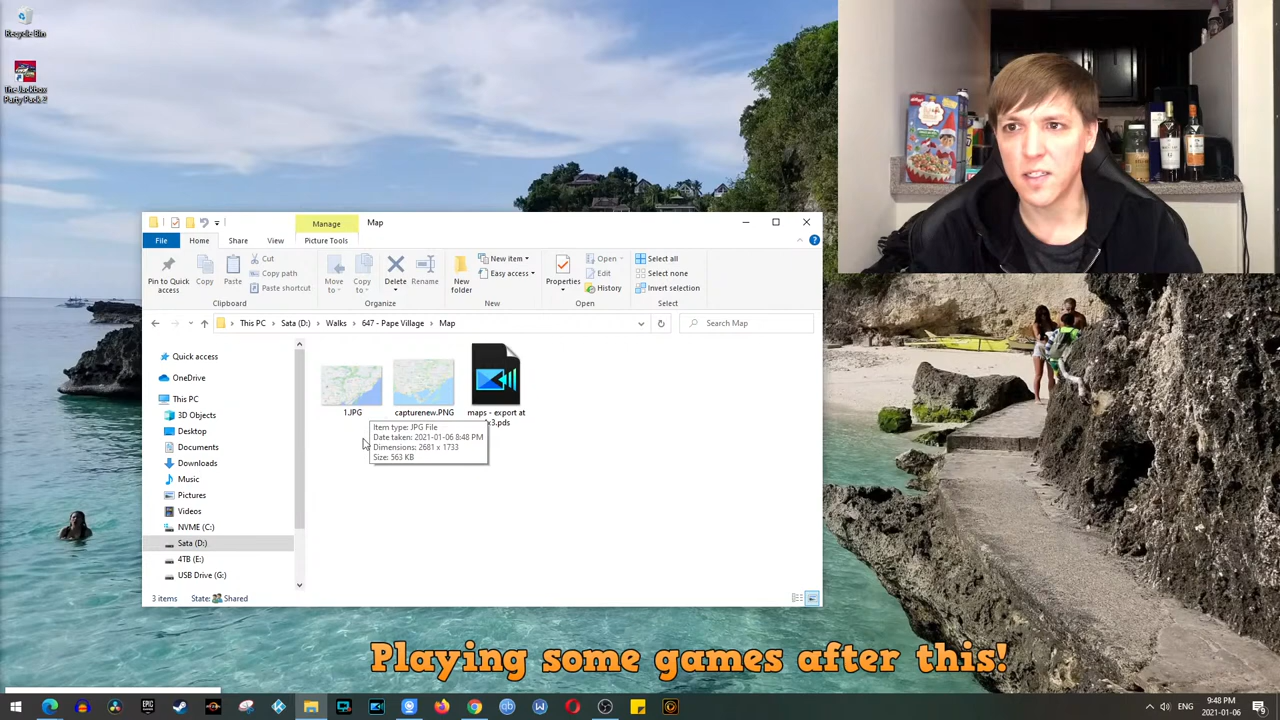 Recycle Bin
The Jackbox
Party Pack 2
Manage
Map
File
Home
Share
View
Picture Tools
Pin to Quick
access
Copy
Paste
Cut
Copy path
Paste shortcut
Clipboard
Move
to
Copy
to
Delete
Rename
Organize
New
folder
New item
Easy access
New
Properties
Open
Edit
History
Open
Select all
Select none
Invert selection
Select
This PC
Sata (D:)
Walks
647 - Pape Village
Map
Search Map
Quick access
OneDrive
This PC
3D Objects
Desktop
Documents
Downloads
Music
Pictures
Videos
NVME (C:)
Sata (D:)
4TB (E:)
USB Drive (G:)
1.JPG
capturenew.PNG
maps - export at
x3.pds
Item type: JPG File
Date taken: 2021-01-06 8:48 PM
Dimensions: 2681 x 1733
Size: 563 KB
3 items
State:
Shared
Playing some games after this!
EPIC
ENG
9:48 PM
2021-01-06